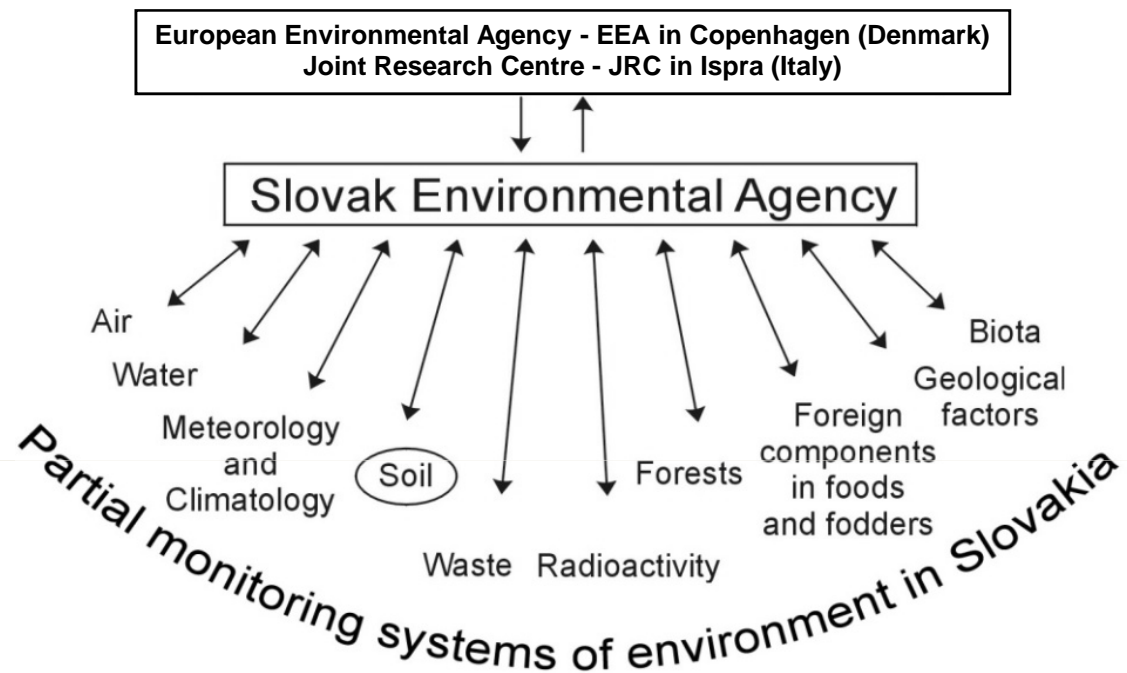 European Environmental Agency - EEA in Copenhagen (Denmark)
Joint Research Centre - JRC in Ispra (Italy)
Slovak Environmental Agency
Air
Water
Meteorology
and
Climatology
Soil
Waste
Radioactivity
Forests
Foreign
components
in foods
and fodders
Geological
factors
Biota
Partial monitoring systems of environment in Slovakia